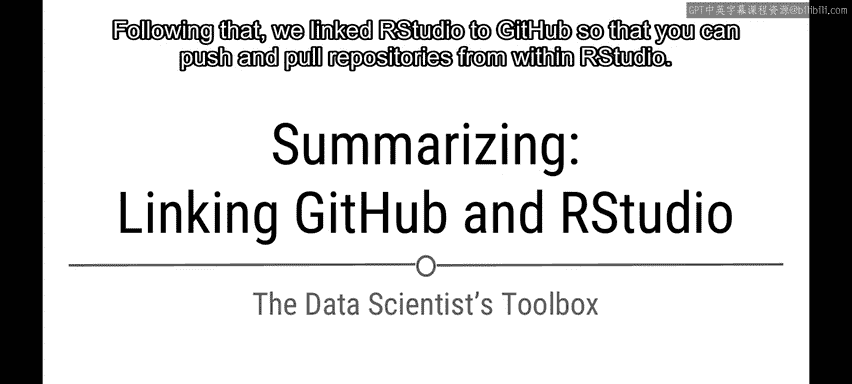 GPT中英字幕课程资源@bilibili
Following that, we linked RStudio to GitHub so that you can
push and pull repositories from within RStudio.
Summarizing:
Linking GitHub and RStudio
The Data Scientist's Toolbox